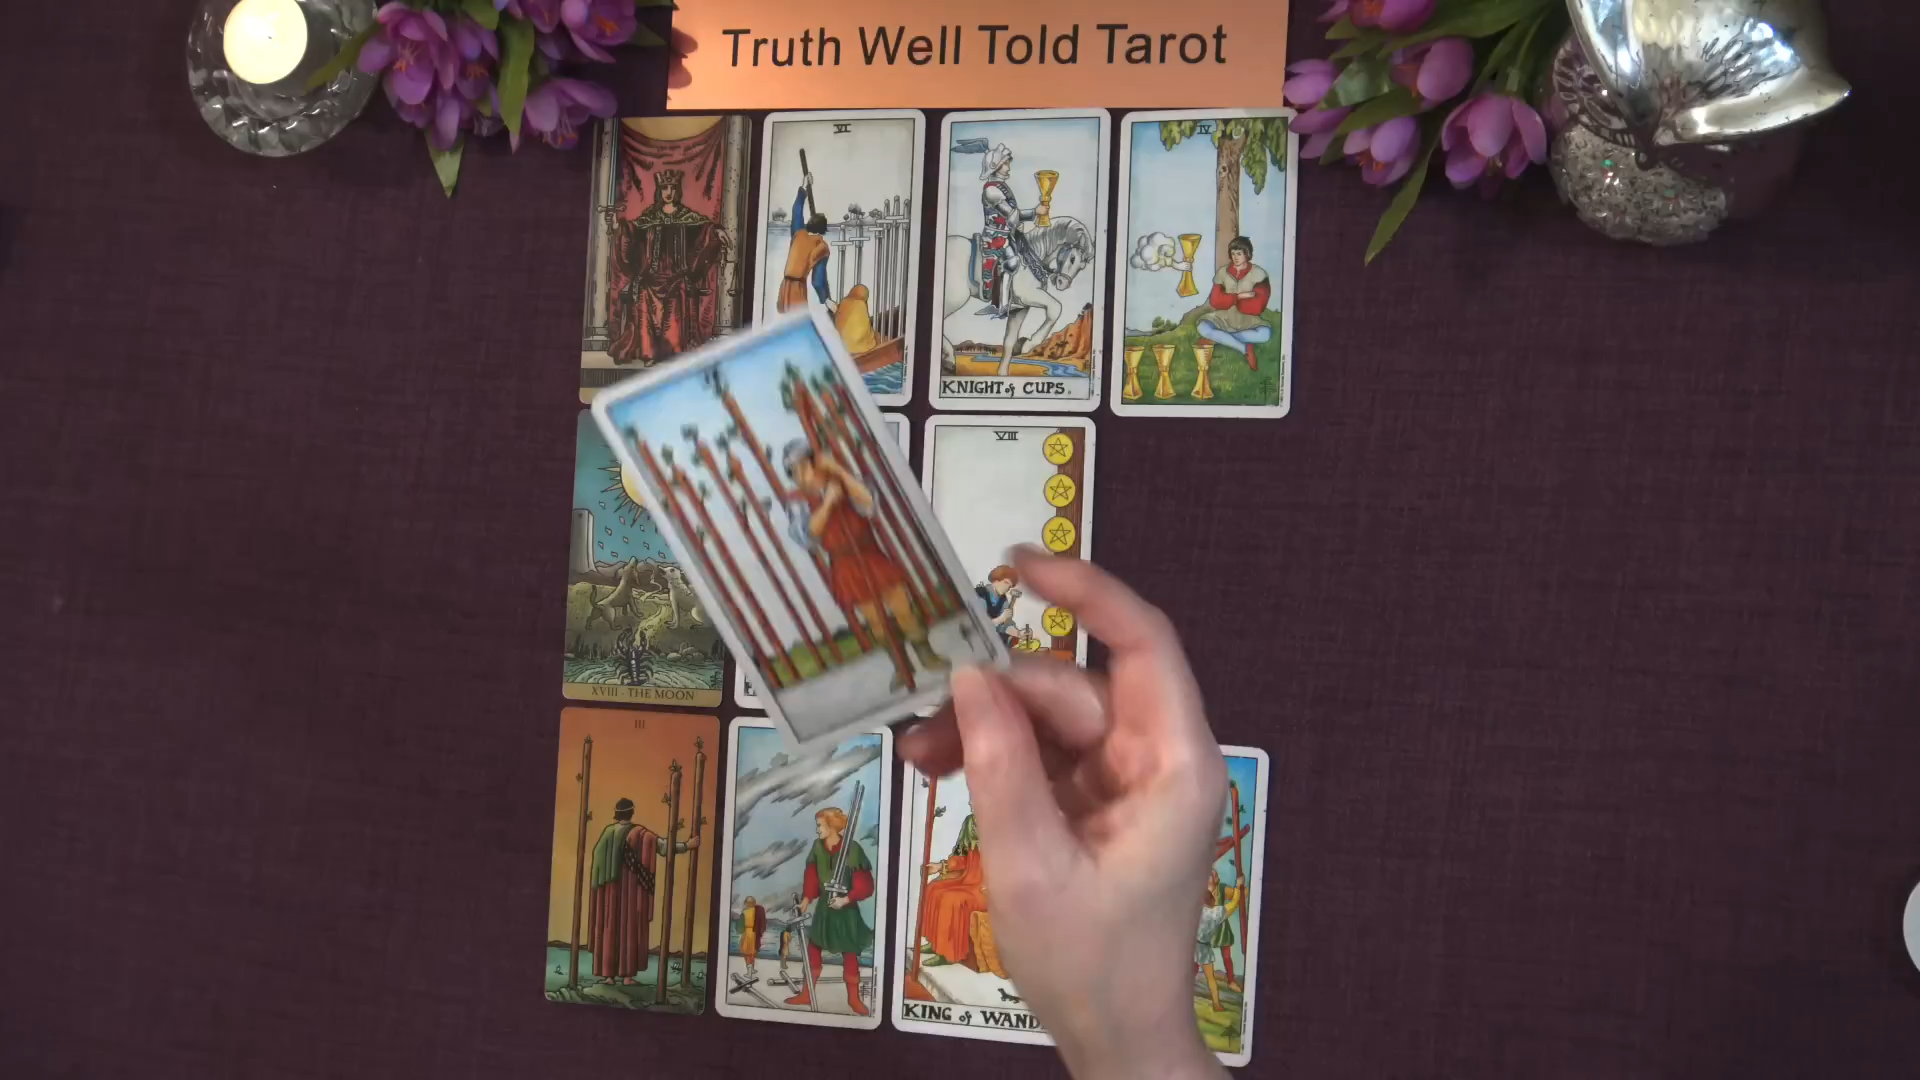 Truth Well Told Tarot
VI
KNIGHT of CUPS.
IV
VIII
XVIII · THE MOON
III
KING of WAND